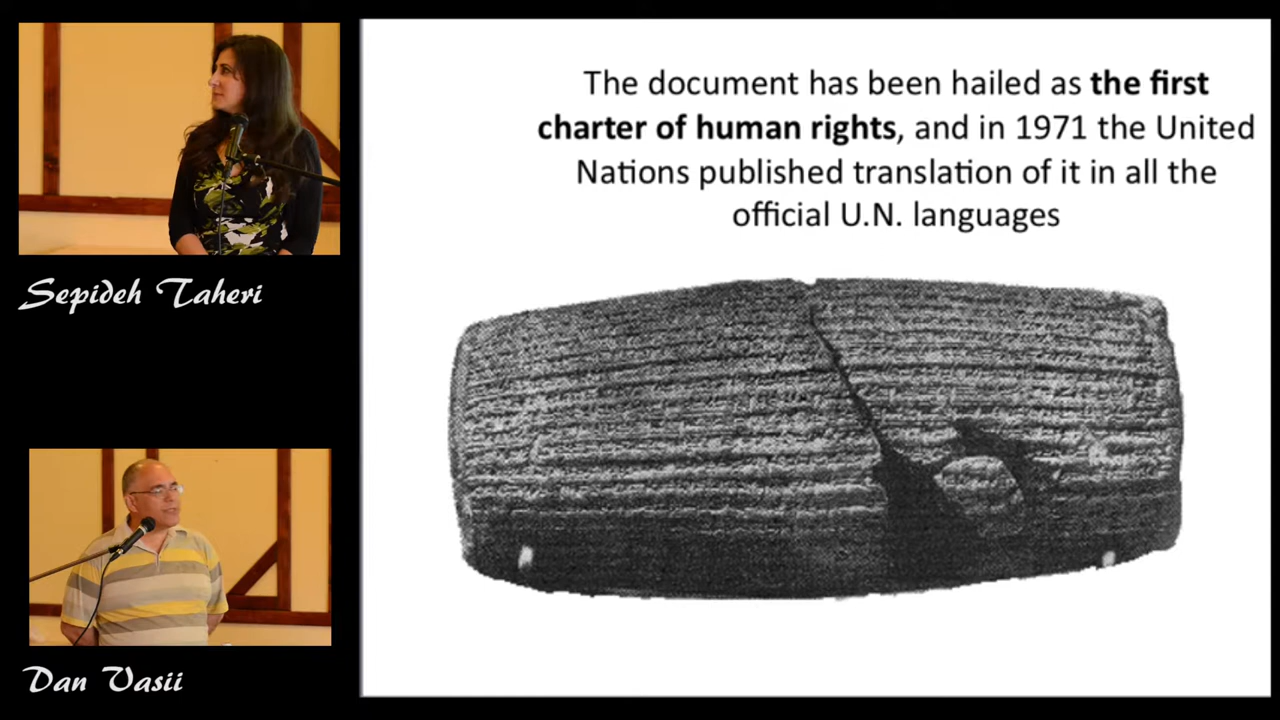 The document has been hailed as the first
charter of human rights, and in 1971 the United
Nations published translation of it in all the
official U.N. languages
Sepideh Taheri
Dan Vasii